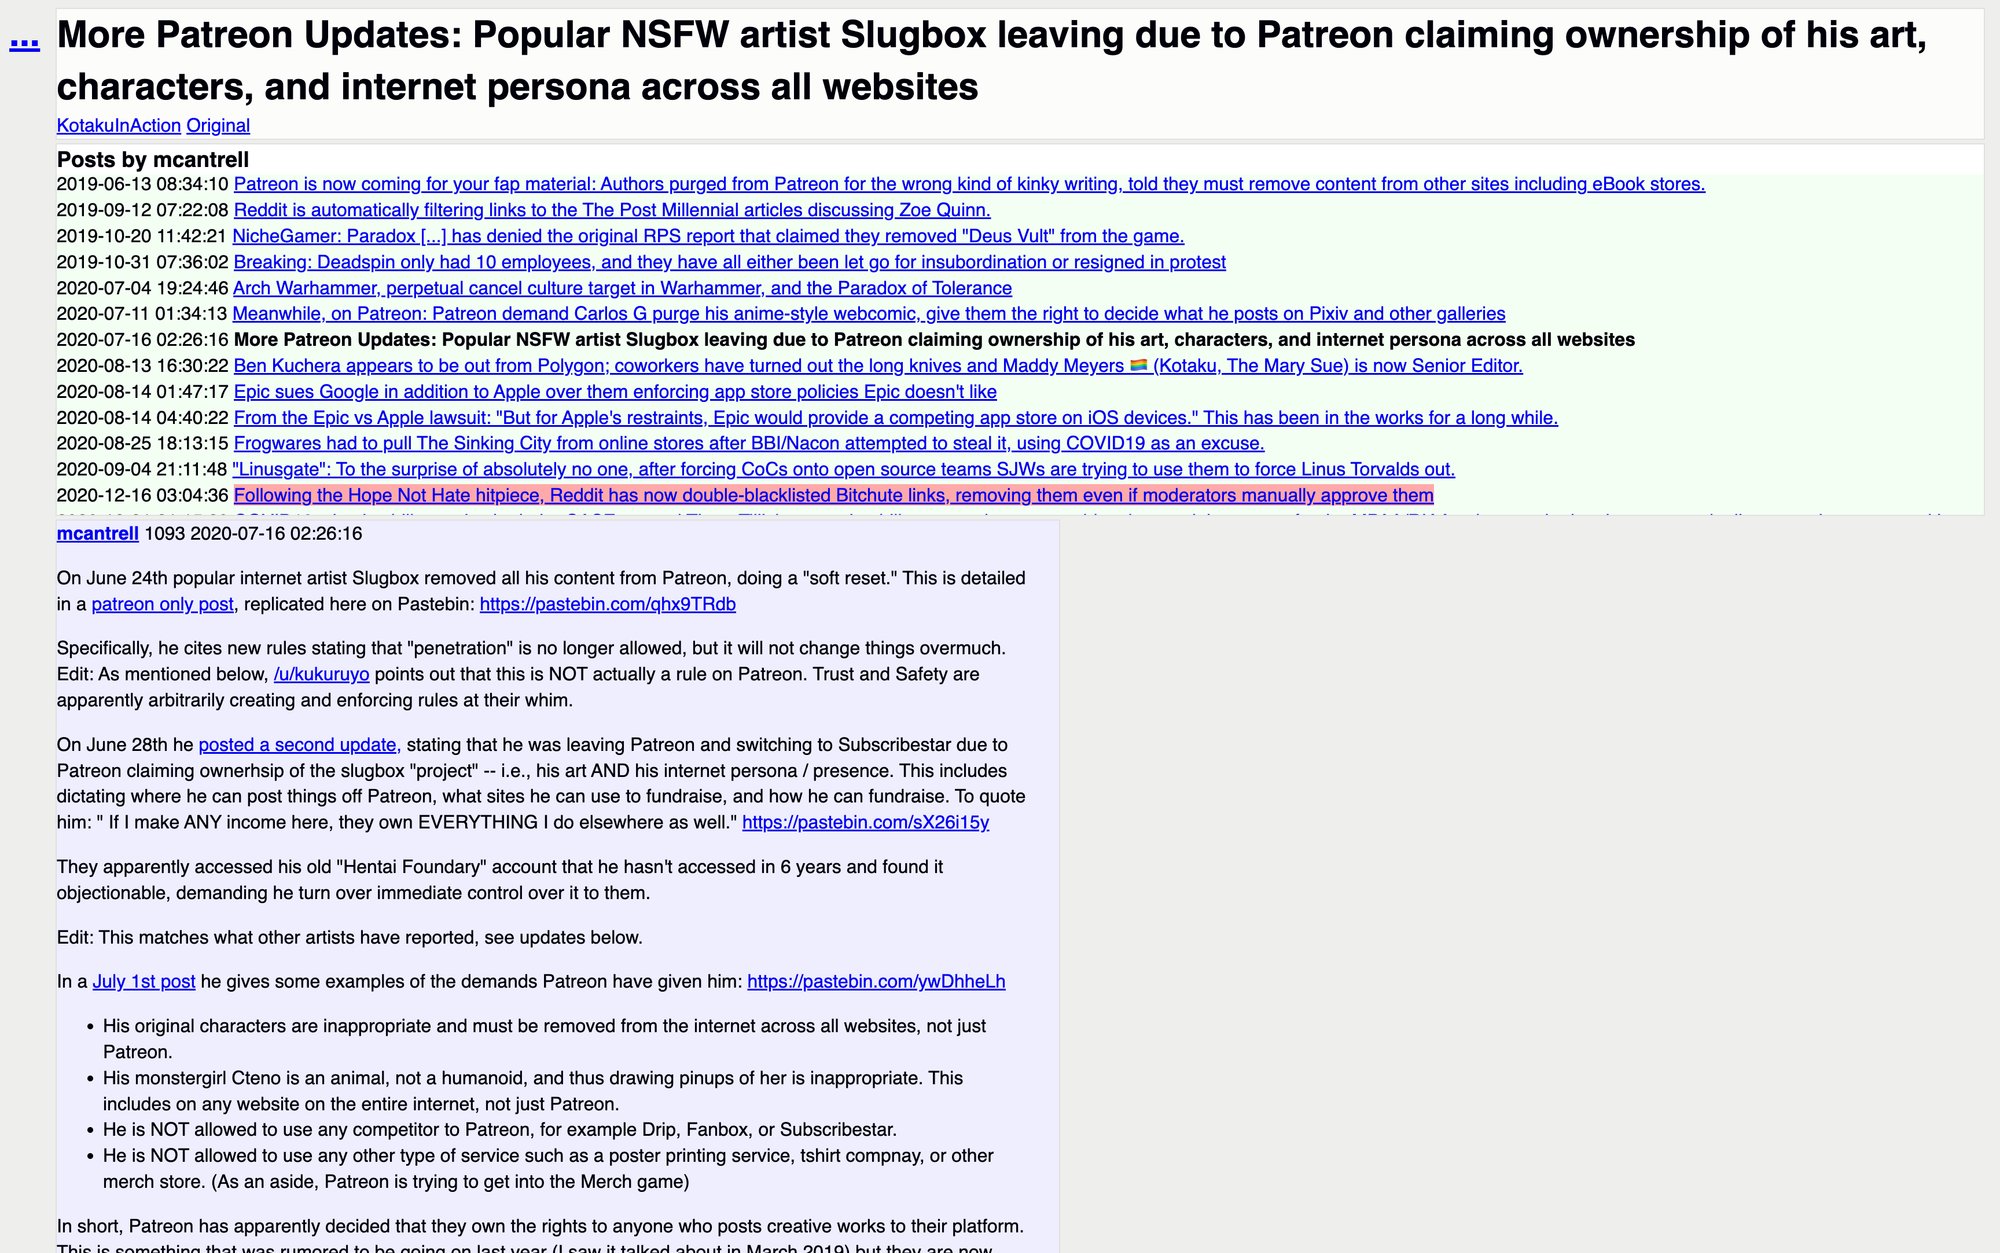 ... More Patreon Updates: Popular NSFW artist Slugbox leaving due to Patreon claiming ownership of his art,
characters, and internet persona across all websites
KotakuInAction Original
Posts by mcantrell
2019-06-13 08:34:10 Patreon is now coming for your fap material: Authors purged from Patreon for the wrong kind of kinky writing, told they must remove content from other sites including eBook stores.
2019-09-12 07:22:08 Reddit is automatically filtering links to the The Post Millennial articles discussing Zoe Quinn.
2019-10-20 11:42:21 NicheGamer: Paradox [...] has denied the original RPS report that claimed they removed "Deus Vult" from the game.
2019-10-31 07:36:02 Breaking: Deadspin only had 10 employees, and they have all either been let go for insubordination or resigned in protest
2020-07-04 19:24:46 Arch Warhammer, perpetual cancel culture target in Warhammer, and the Paradox of Tolerance
2020-07-11 01:34:13 Meanwhile, on Patreon: Patreon demand Carlos G purge his anime-style webcomic, give them the right to decide what he posts on Pixiv and other galleries
2020-07-16 02:26:16 More Patreon Updates: Popular NSFW artist Slugbox leaving due to Patreon claiming ownership of his art, characters, and internet persona across all websites
2020-08-13 16:30:22 Ben Kuchera appears to be out from Polygon; coworkers have turned out the long knives and Maddy Meyers 🏳️‍🌈 (Kotaku, The Mary Sue) is now Senior Editor.
2020-08-14 01:47:17 Epic sues Google in addition to Apple over them enforcing app store policies Epic doesn't like
2020-08-14 04:40:22 From the Epic vs Apple lawsuit: "But for Apple's restraints, Epic would provide a competing app store on iOS devices." This has been in the works for a long while.
2020-08-25 18:13:15 Frogwares had to pull The Sinking City from online stores after BBI/Nacon attempted to steal it, using COVID19 as an excuse.
2020-09-04 21:11:48 "Linusgate": To the surprise of absolutely no one, after forcing CoCs onto open source teams SJWs are trying to use them to force Linus Torvalds out.
2020-12-16 03:04:36 Following the Hope Not Hate hitpiece, Reddit has now double-blacklisted Bitchute links, removing them even if moderators manually approve them
mcantrell 1093 2020-07-16 02:26:16
On June 24th popular internet artist Slugbox removed all his content from Patreon, doing a "soft reset." This is detailed
in a patreon only post, replicated here on Pastebin: https://pastebin.com/qhx9TRdb
Specifically, he cites new rules stating that "penetration" is no longer allowed, but it will not change things overmuch.
Edit: As mentioned below, /u/kukuruyo points out that this is NOT actually a rule on Patreon. Trust and Safety are
apparently arbitrarily creating and enforcing rules at their whim.
On June 28th he posted a second update, stating that he was leaving Patreon and switching to Subscribestar due to
Patreon claiming ownerhsip of the slugbox "project" -- i.e., his art AND his internet persona / presence. This includes
dictating where he can post things off Patreon, what sites he can use to fundraise, and how he can fundraise. To quote
him: " If I make ANY income here, they own EVERYTHING I do elsewhere as well." https://pastebin.com/sX26i15y
They apparently accessed his old "Hentai Foundary" account that he hasn't accessed in 6 years and found it
objectionable, demanding he turn over immediate control over it to them.
Edit: This matches what other artists have reported, see updates below.
In a July 1st post he gives some examples of the demands Patreon have given him: https://pastebin.com/ywDhheLh
• His original characters are inappropriate and must be removed from the internet across all websites, not just
Patreon.
• His monstergirl Cteno is an animal, not a humanoid, and thus drawing pinups of her is inappropriate. This
includes on any website on the entire internet, not just Patreon.
• He is NOT allowed to use any competitor to Patreon, for example Drip, Fanbox, or Subscribestar.
• He is NOT allowed to use any other type of service such as a poster printing service, tshirt compnay, or other
merch store. (As an aside, Patreon is trying to get into the Merch game)
In short, Patreon has apparently decided that they own the rights to anyone who posts creative works to their platform.
This is something that was rumored to be going on last year (I saw it talked about in March 2019) but they are now